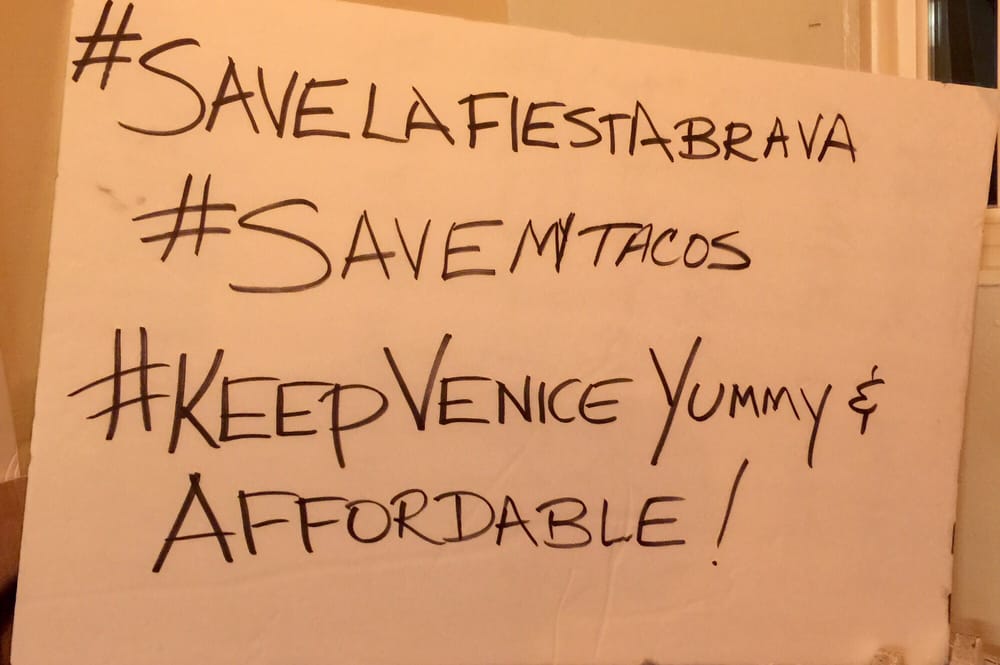 #SAVELAFIESTABRAVA
#SAVEMYTACOS
#KEEPVENICE YUMMY &
AFFORDABLE!